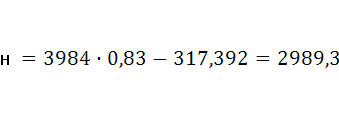 н = 3984 · 0,83 − 317,392 = 2989,3